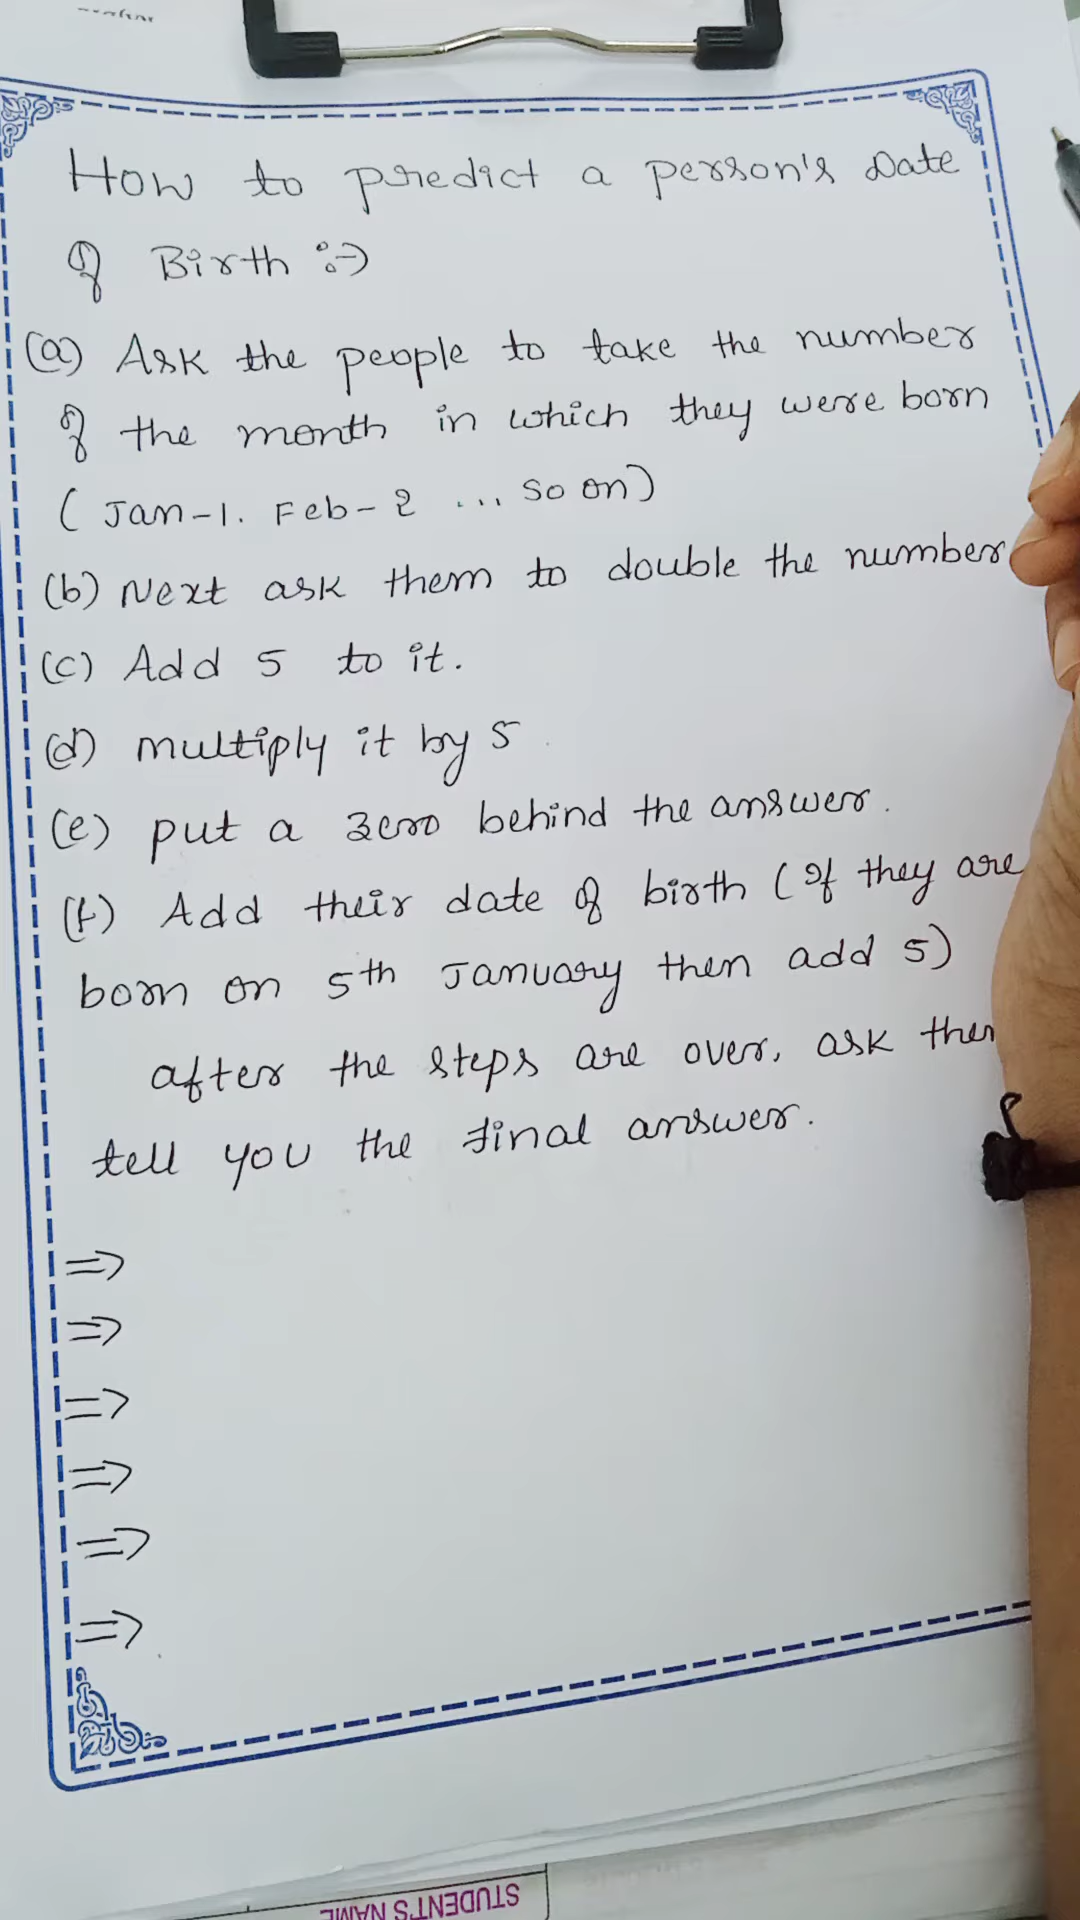 How to predict a person's Date
of Birth :-)
(a) Ask the people to take the number
of the month in which they were born
( Jan-1. Feb-2 ... so on)
(b) Next ask them to double the number
(c) Add 5 to it.
(d) multiply it by 5
(e) put a zero behind the answer.
(f) Add their date of birth (If they are
born on 5th January then add 5)
after the steps are over, ask them
tell you the final answer.
⇒
⇒
⇒
⇒
⇒
⇒
STUDENT'S NAME